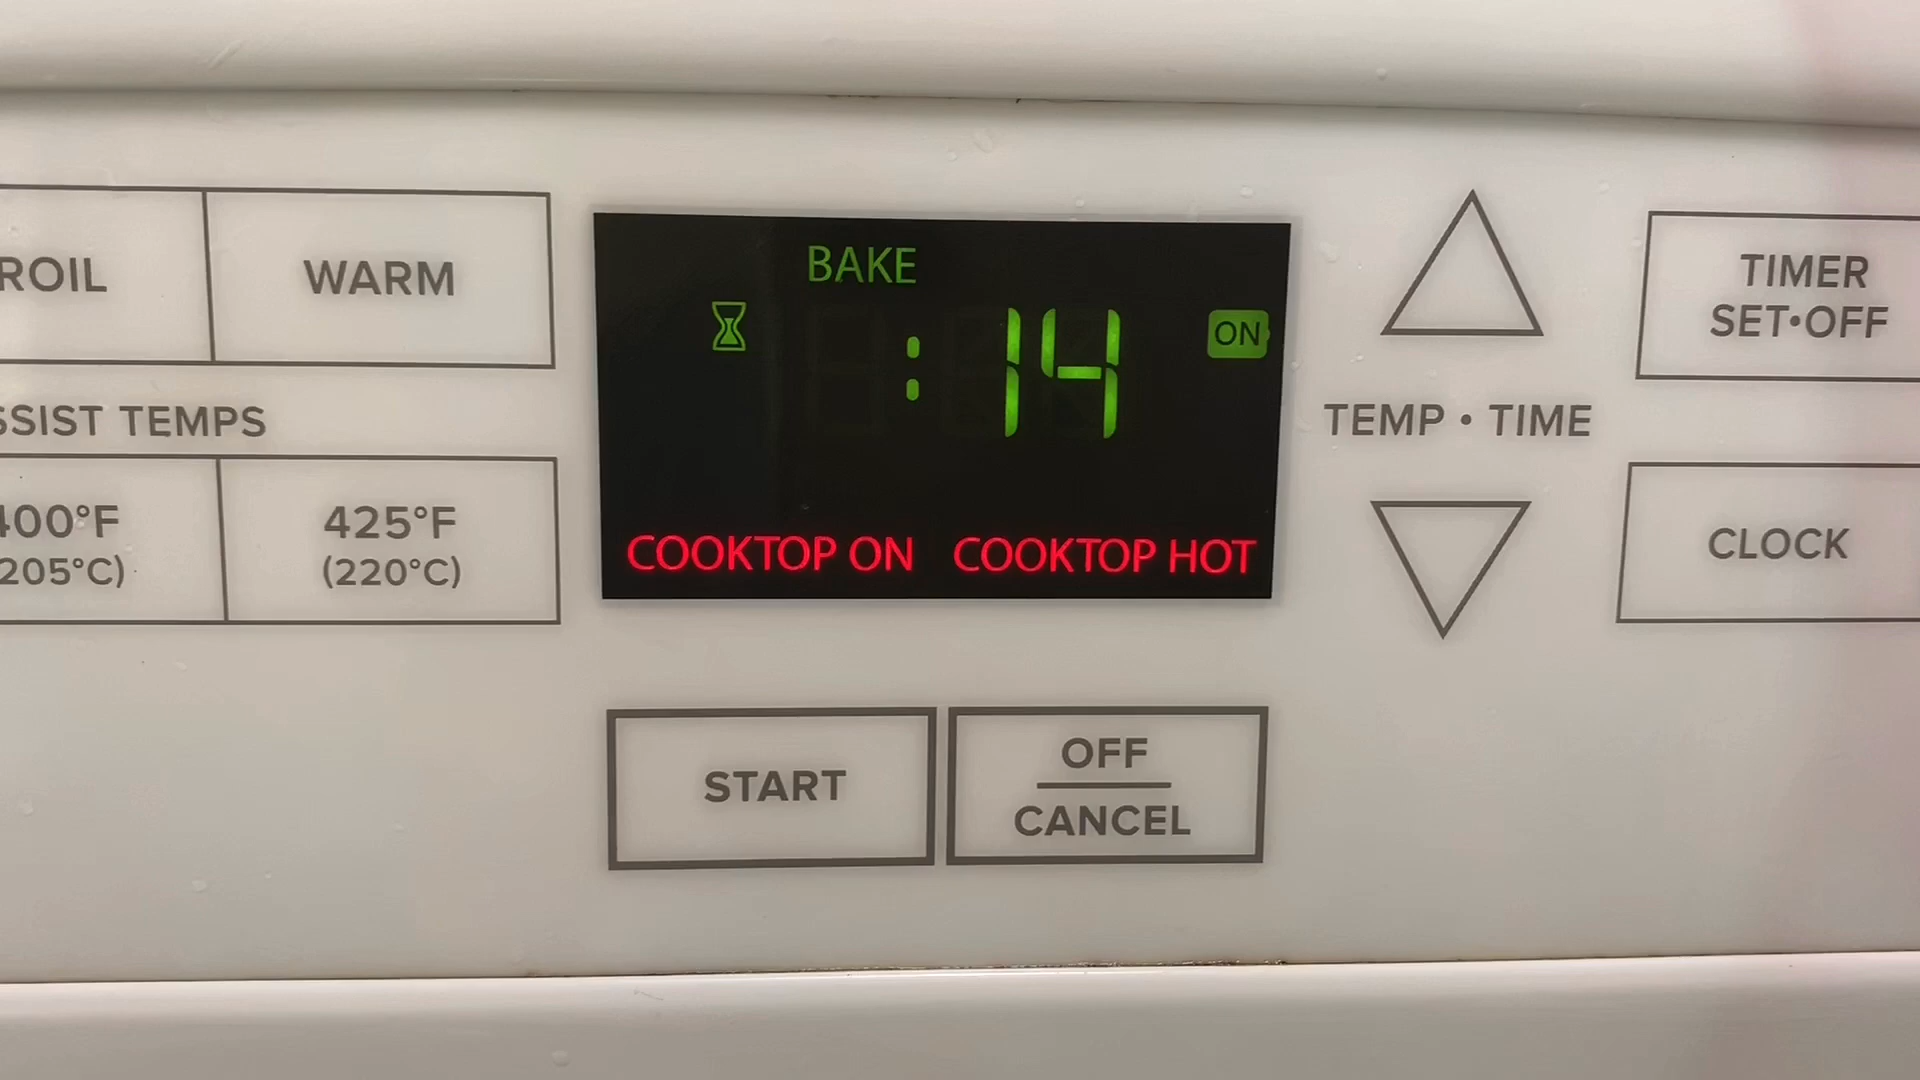 ROIL
WARM
SSIST TEMPS
400°F
(205°C)
425°F
(220°C)
BAKE
:14
ON
COOKTOP ON COOKTOP HOT
START
OFF
CANCEL
TEMP • TIME
TIMER
SET•OFF
CLOCK